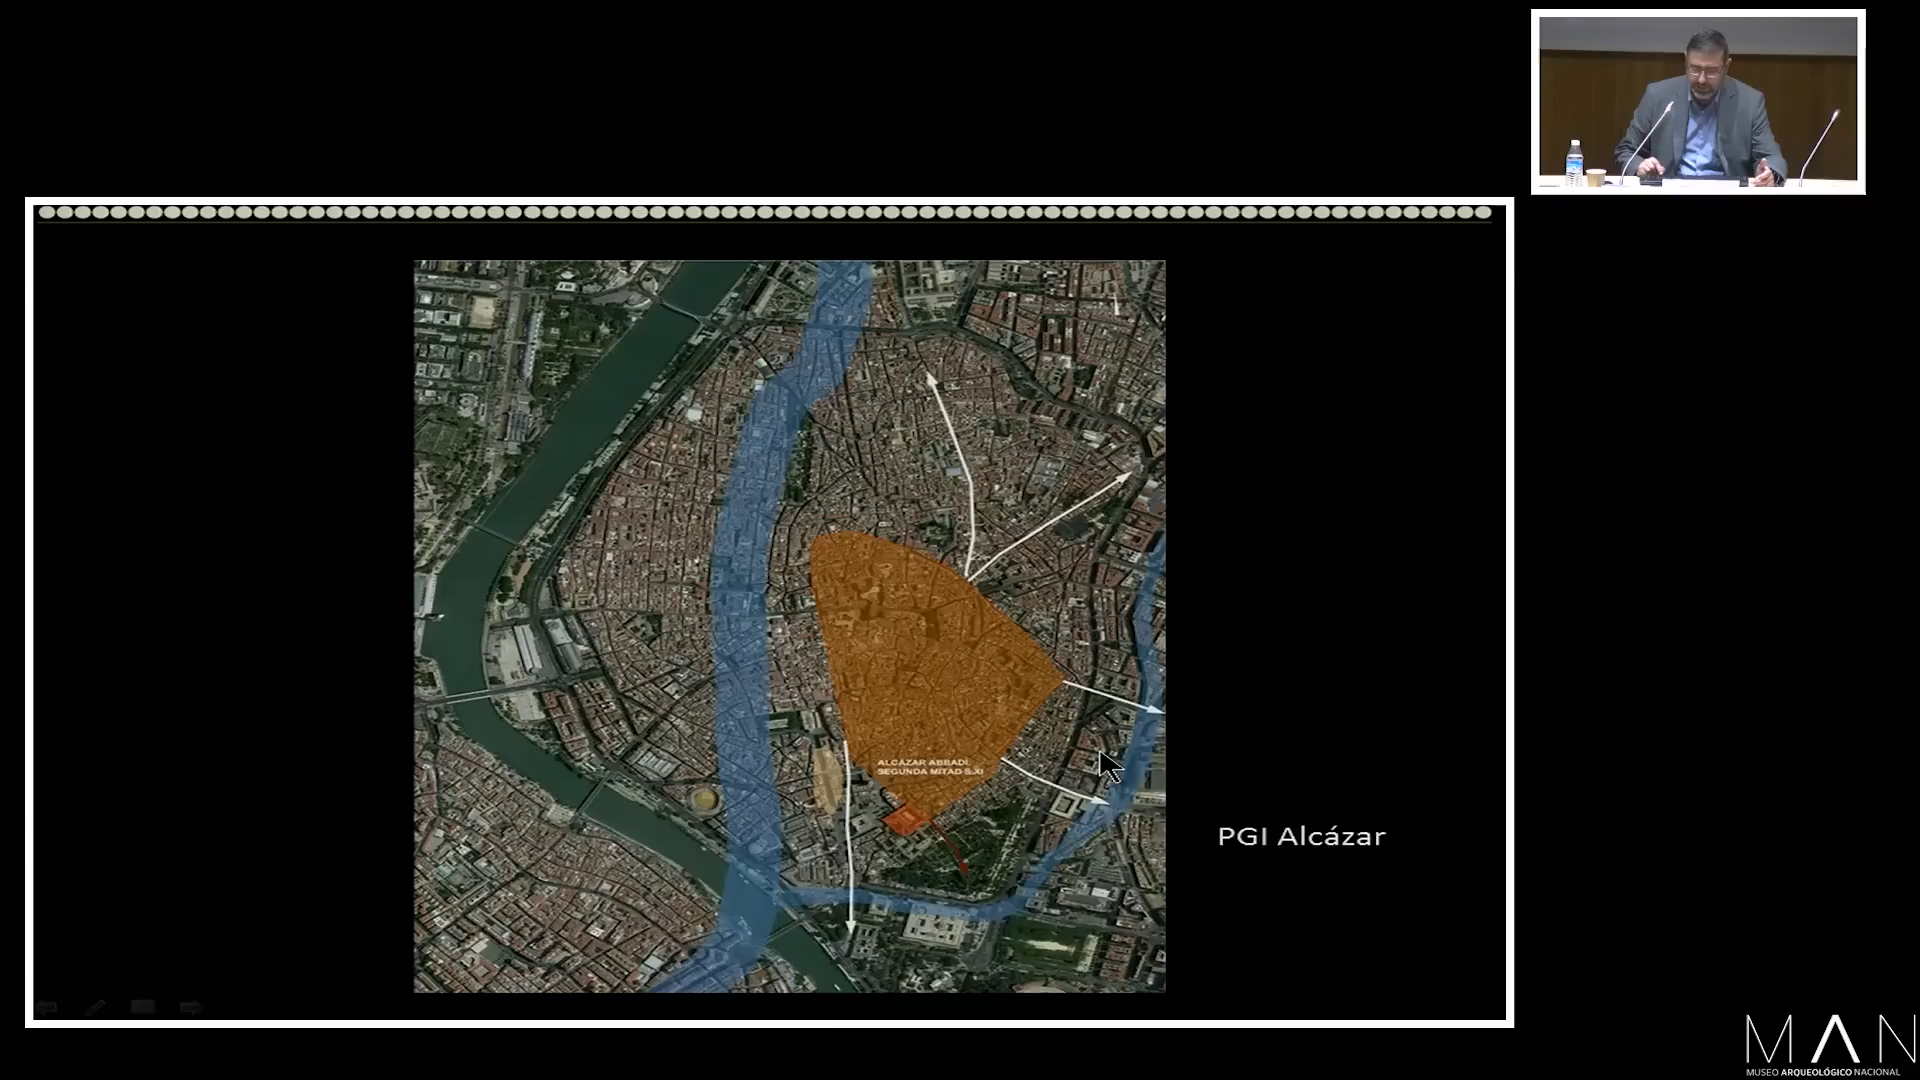 ALCÁZAR ABBADÍ.
SEGUNDA MITAD S.XI
PGI Alcázar
MAN
MUSEO ARQUEOLÓGICO NACIONAL